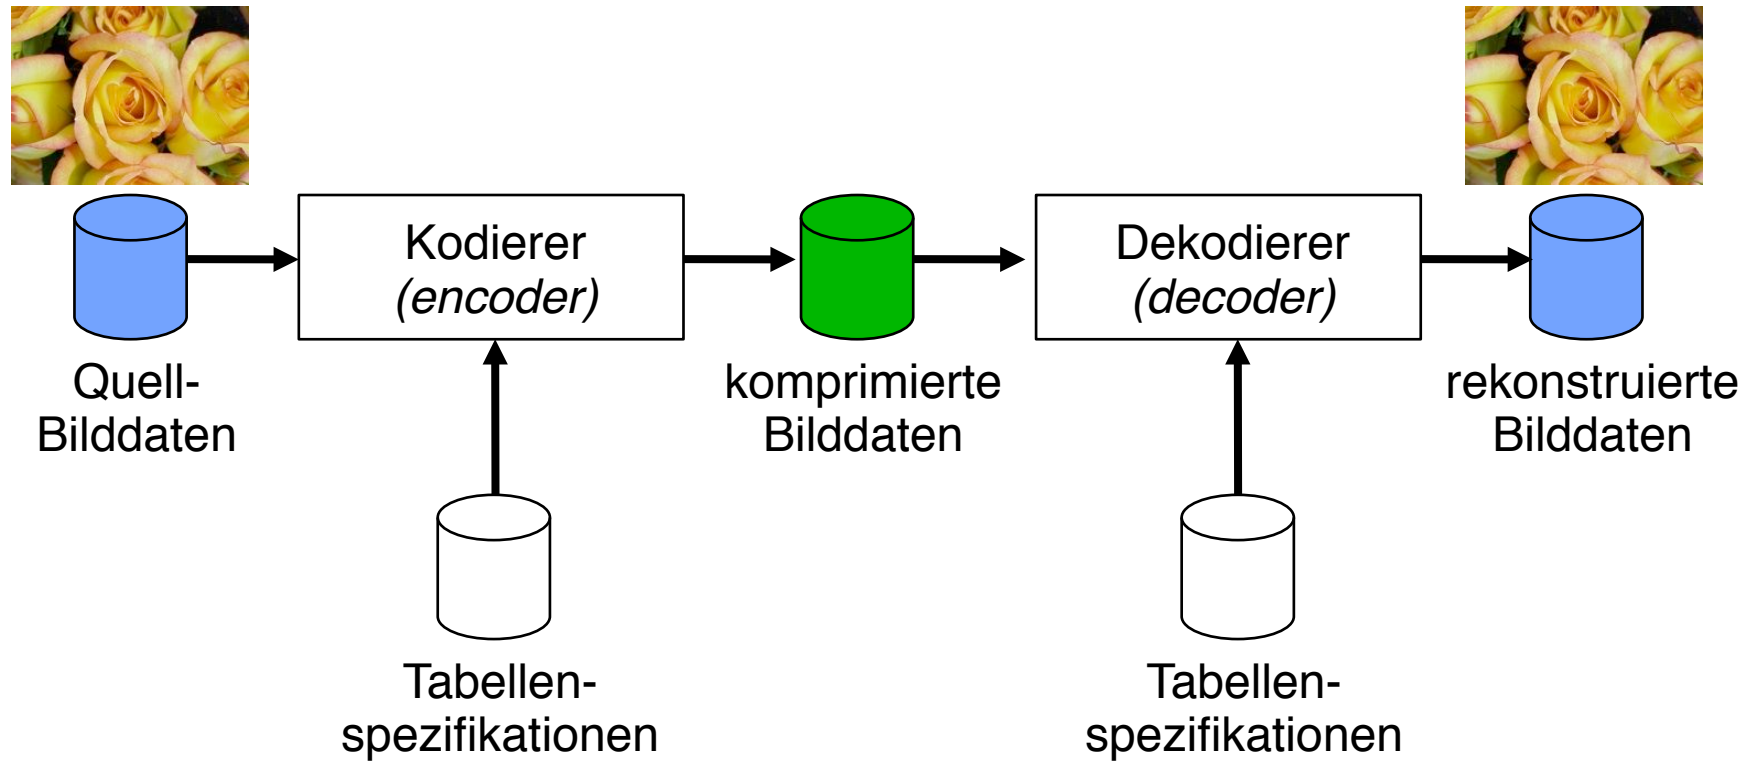 Kodierer
(encoder)
Dekodierer
(decoder)
Quell-
Bilddaten
komprimierte
Bilddaten
rekonstruierte
Bilddaten
Tabellen-
spezifikationen
Tabellen-
spezifikationen